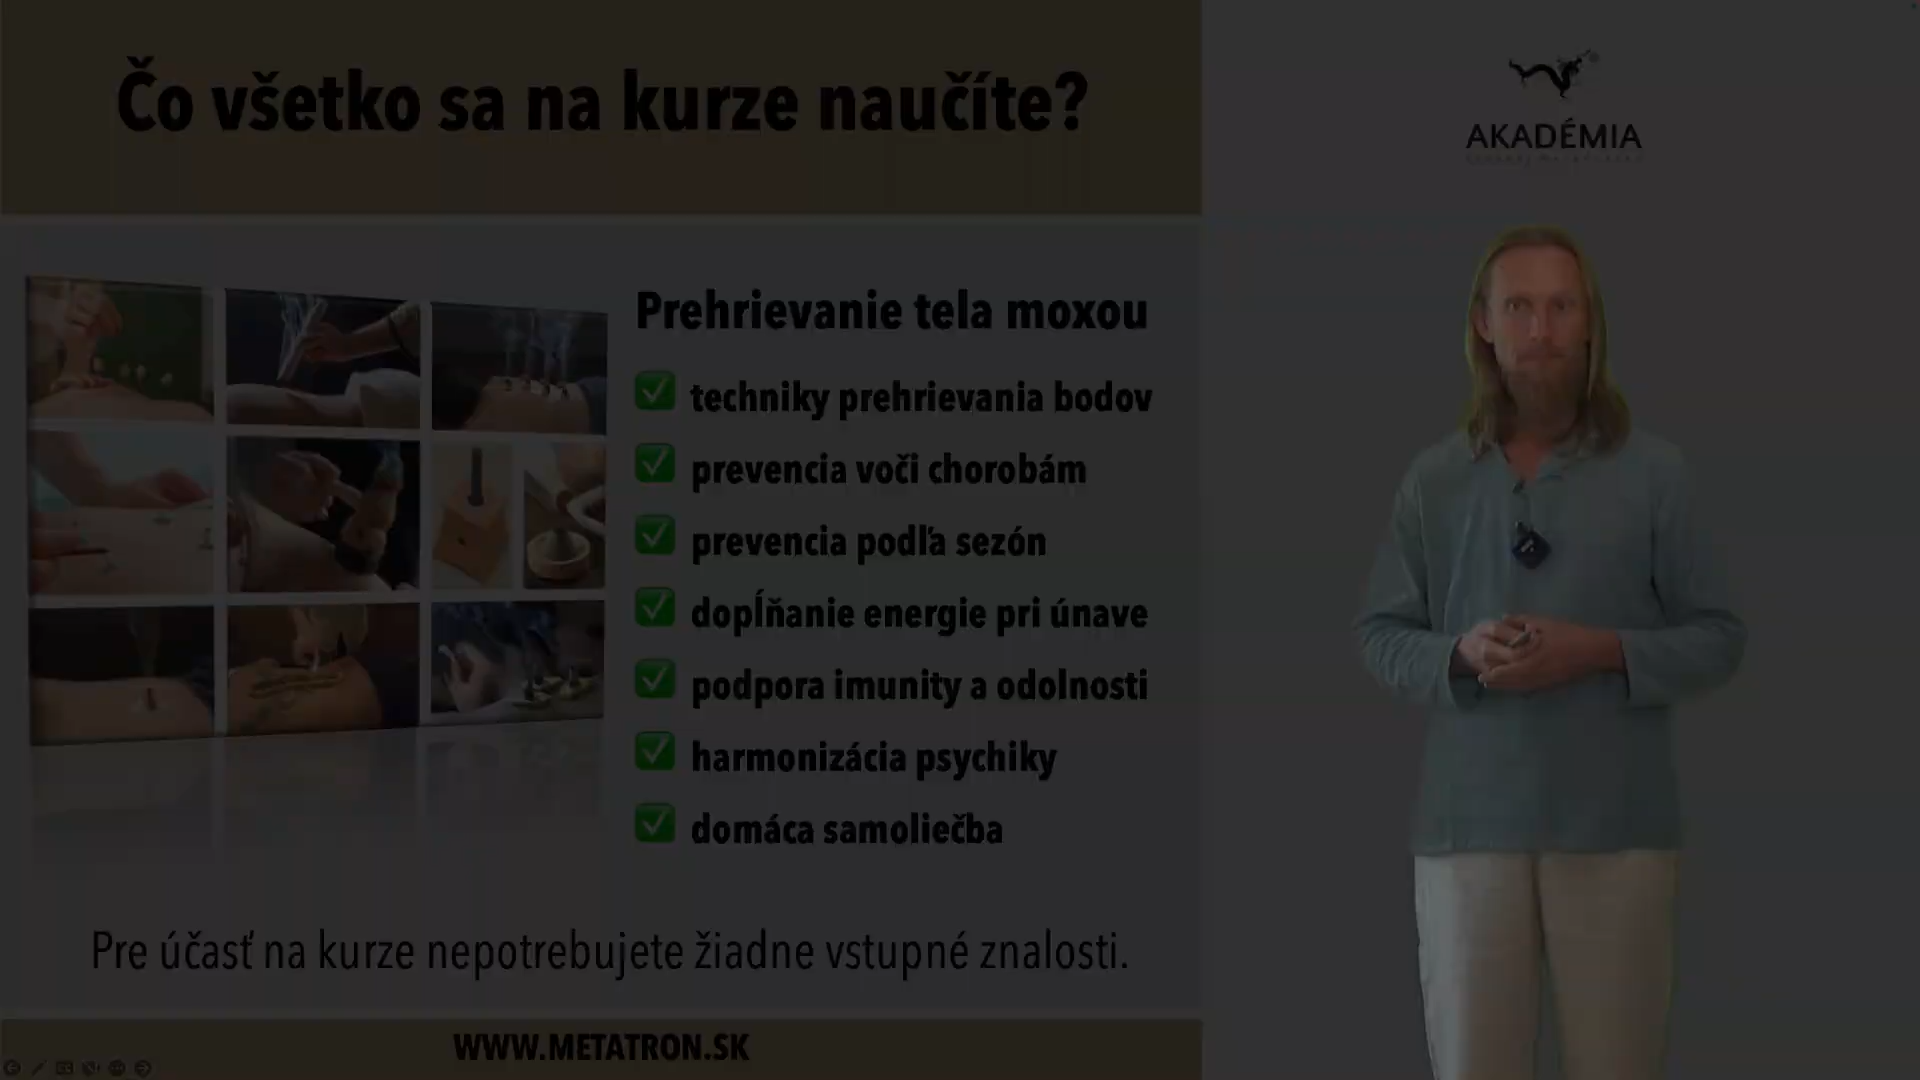 Čo všetko sa na kurze naučíte?
AKADÉMIA
Prehrievanie tela moxou
techniky prehrievania bodov
prevencia voči chorobám
prevencia podľa sezón
dopĺňanie energie pri únave
podpora imunity a odolnosti
harmonizácia psychiky
domáca samoliečba
Pre účasť na kurze nepotrebujete žiadne vstupné znalosti.
WWW.METATRON.SK